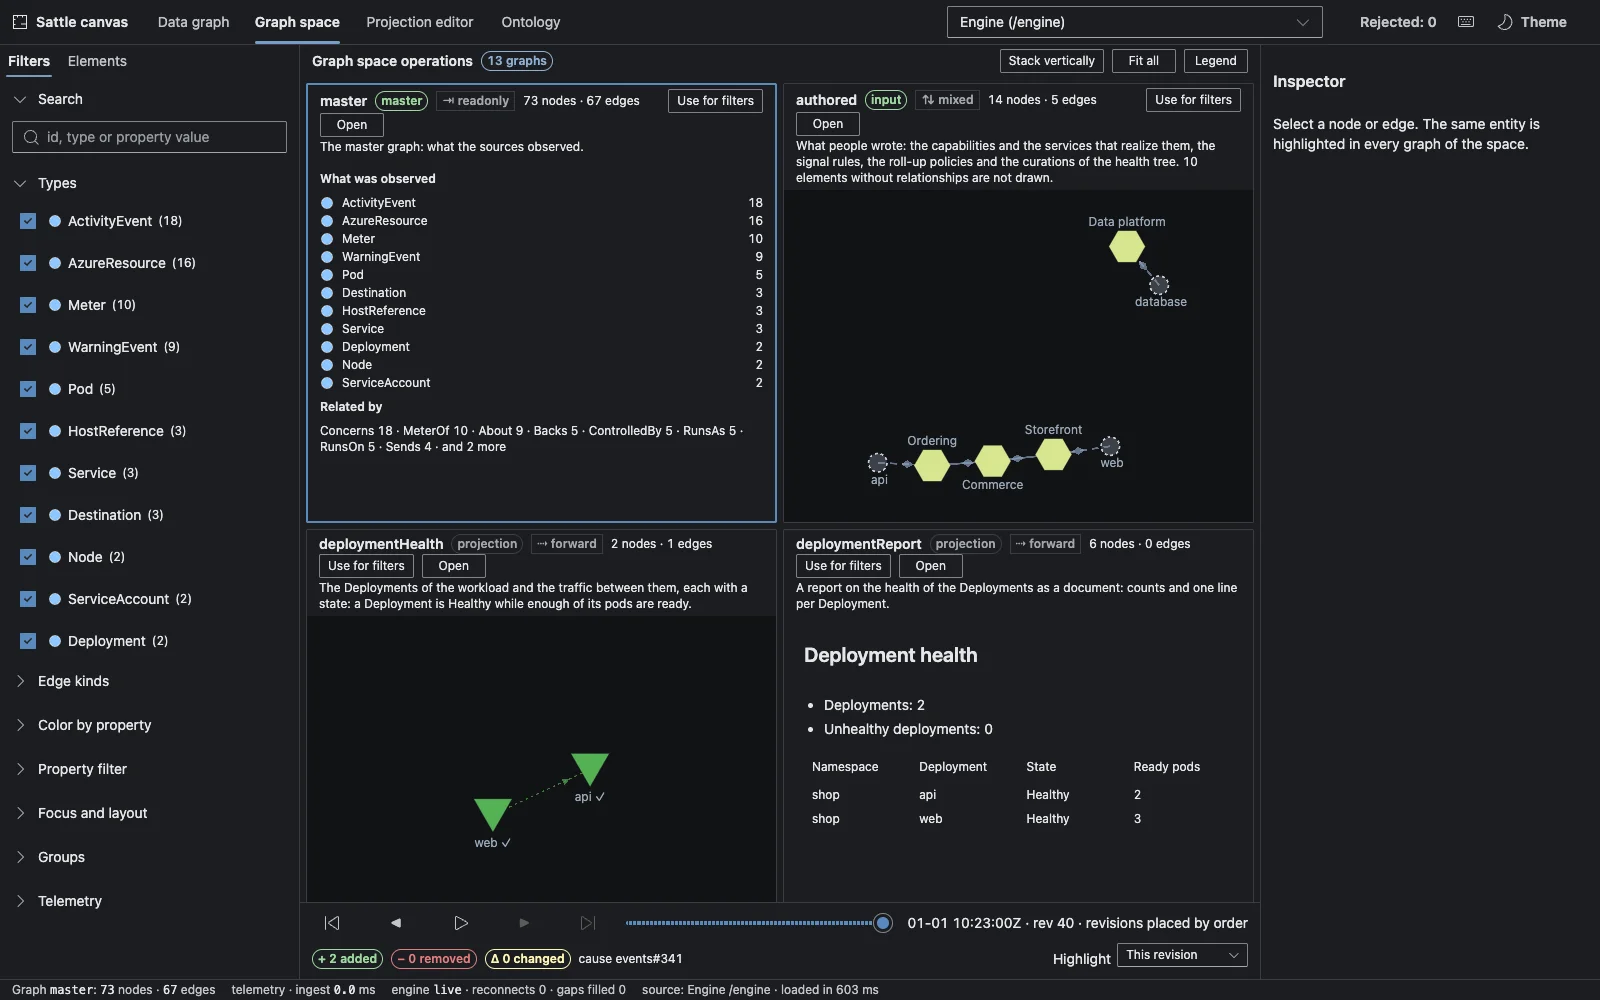 Sattle canvas
Data graph
Graph space
Projection editor
Ontology
Engine (/engine)
Rejected: 0
Theme
Filters
Elements
Search
id, type or property value
Types
ActivityEvent (18)
AzureResource (16)
Meter (10)
WarningEvent (9)
Pod (5)
HostReference (3)
Service (3)
Destination (3)
Node (2)
ServiceAccount (2)
Deployment (2)
Edge kinds
Color by property
Property filter
Focus and layout
Groups
Telemetry
Graph space operations
13 graphs
Stack vertically
Fit all
Legend
master
master
⇥ readonly
73 nodes · 67 edges
Use for filters
Open
The master graph: what the sources observed.
What was observed
ActivityEvent 18
AzureResource 16
Meter 10
WarningEvent 9
Pod 5
Destination 3
HostReference 3
Service 3
Deployment 2
Node 2
ServiceAccount 2
Related by
Concerns 18 · MeterOf 10 · About 9 · Backs 5 · ControlledBy 5 · RunsAs 5 ·
RunsOn 5 · Sends 4 · and 2 more
authored
input
⇅ mixed
14 nodes · 5 edges
Use for filters
Open
What people wrote: the capabilities and the services that realize them, the
signal rules, the roll-up policies and the curations of the health tree. 10
elements without relationships are not drawn.
Data platform
database
Ordering
Storefront
api
Commerce
web
deploymentHealth
projection
⇢ forward
2 nodes · 1 edges
Use for filters
Open
The Deployments of the workload and the traffic between them, each with a
state: a Deployment is Healthy while enough of its pods are ready.
api ✓
web ✓
deploymentReport
projection
⇢ forward
6 nodes · 0 edges
Use for filters
Open
A report on the health of the Deployments as a document: counts and one line
per Deployment.
Deployment health
• Deployments: 2
• Unhealthy deployments: 0
Namespace Deployment State Ready pods
shop api Healthy 2
shop web Healthy 3
Inspector
Select a node or edge. The same entity is
highlighted in every graph of the space.
01-01 10:23:00Z · rev 40 · revisions placed by order
+ 2 added
− 0 removed
Δ 0 changed
cause events#341
Highlight
This revision
Graph master: 73 nodes · 67 edges
telemetry · ingest 0.0 ms
engine live · reconnects 0 · gaps filled 0
source: Engine /engine · loaded in 603 ms